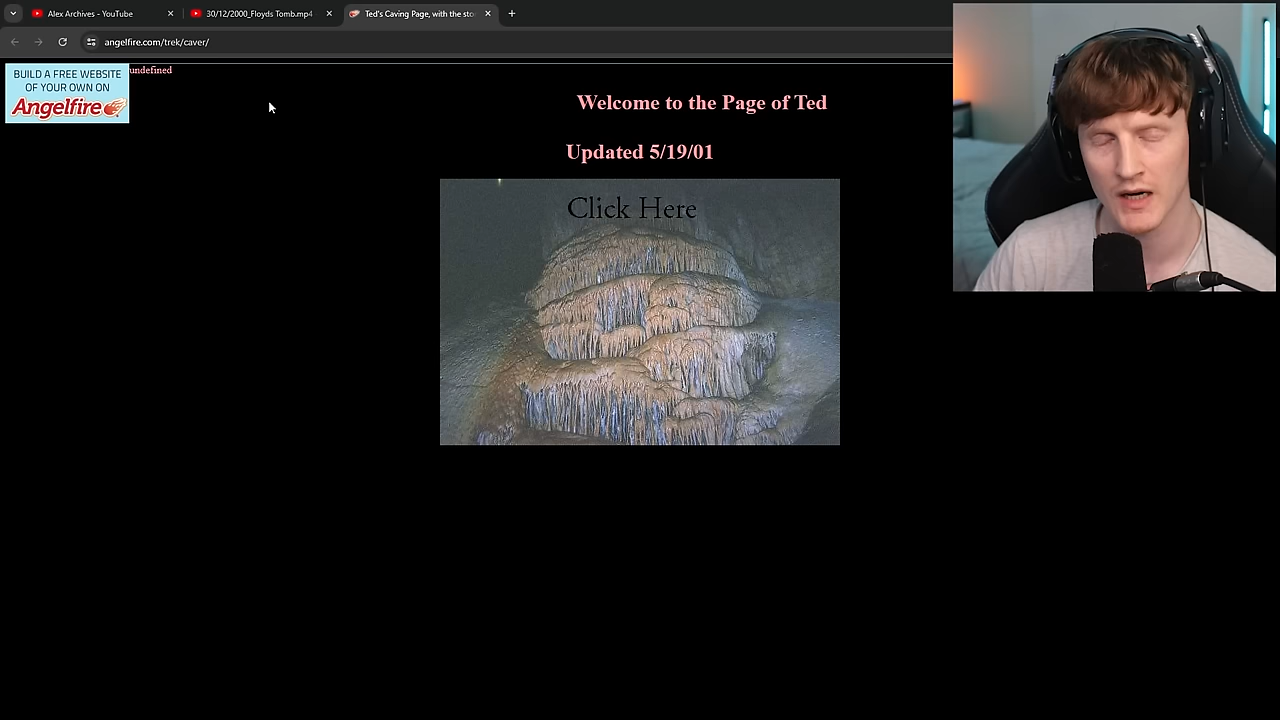 Alex Archives - YouTube
30/12/2000_Floyds Tomb.mp4
Ted's Caving Page, with the sto
angelfire.com/trek/caver/
BUILD A FREE WEBSITE
OF YOUR OWN ON
Angelfire
undefined
Welcome to the Page of Ted
Updated 5/19/01
Click Here